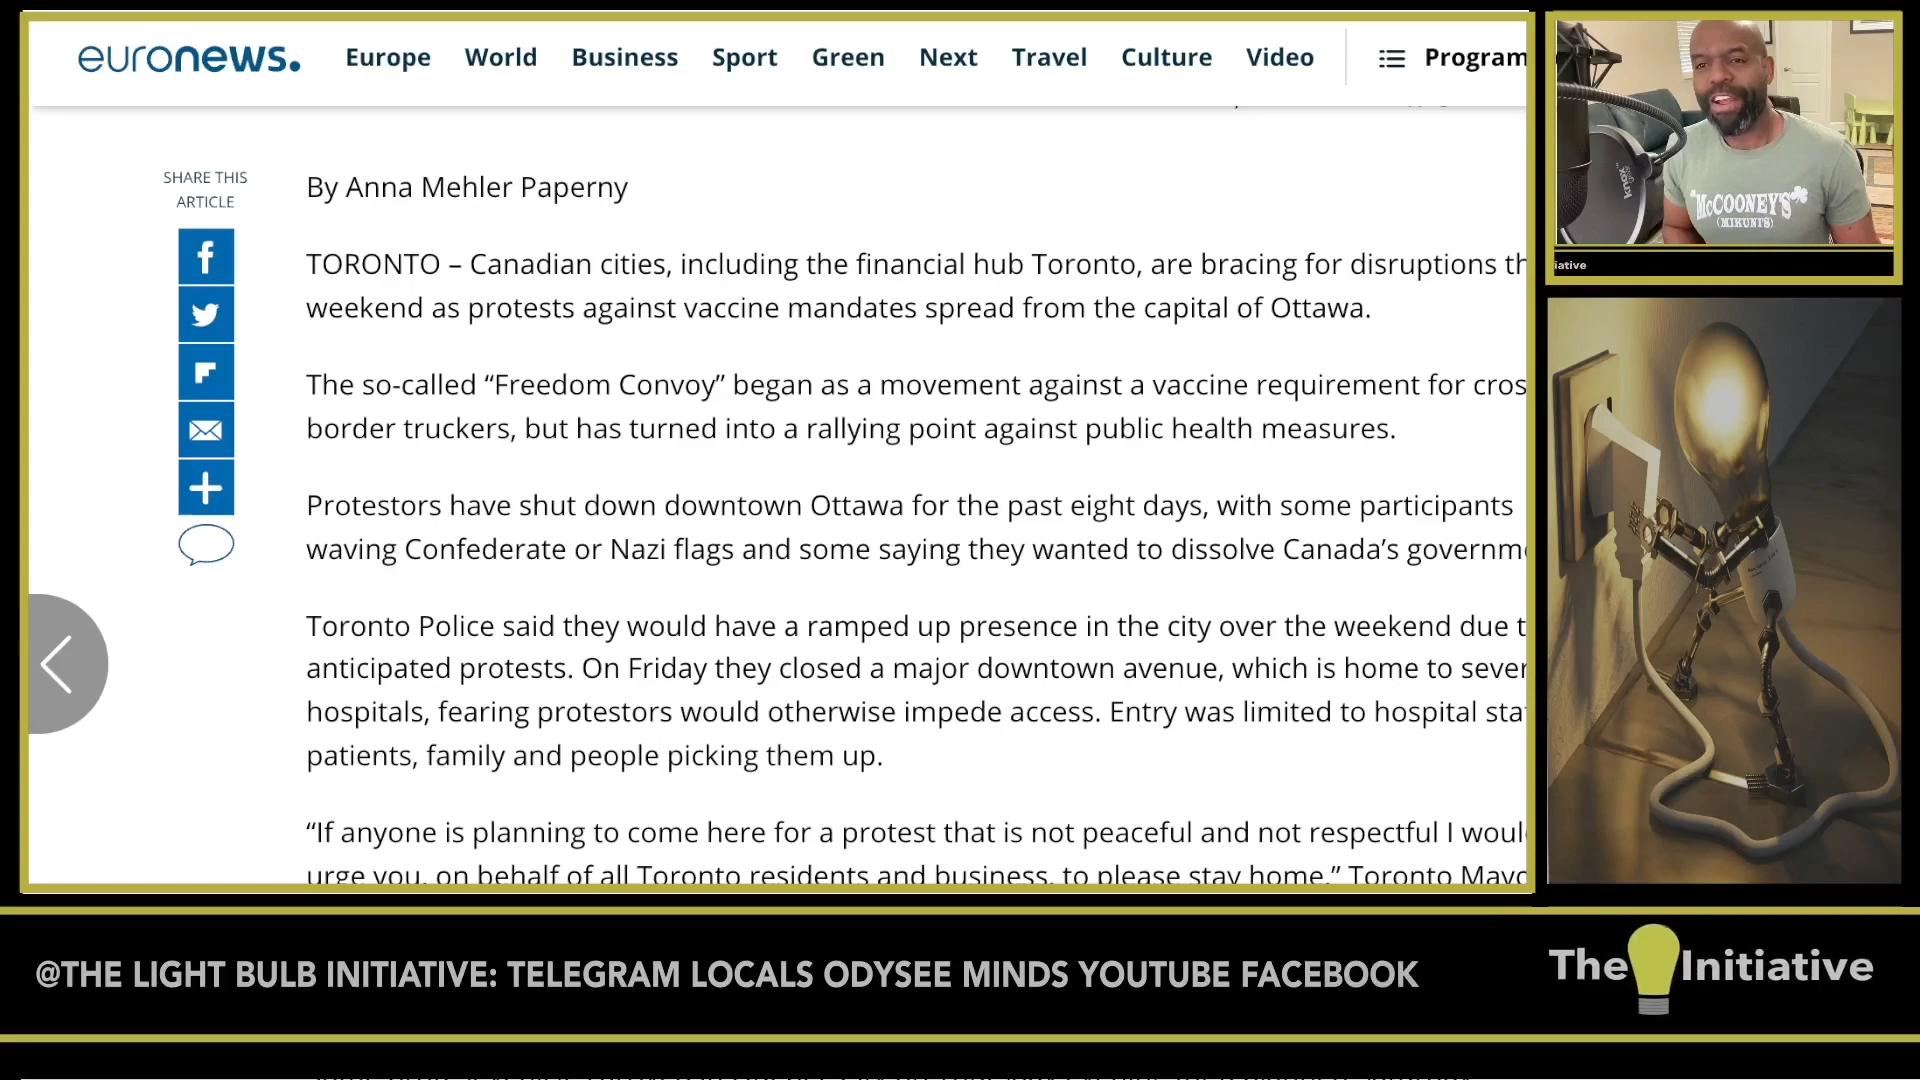 euronews.
Europe World Business Sport Green Next Travel Culture Video Program
SHARE THIS
ARTICLE
By Anna Mehler Paperny
TORONTO – Canadian cities, including the financial hub Toronto, are bracing for disruptions
weekend as protests against vaccine mandates spread from the capital of Ottawa.
The so-called “Freedom Convoy” began as a movement against a vaccine requirement for
border truckers, but has turned into a rallying point against public health measures.
Protestors have shut down downtown Ottawa for the past eight days, with some participants
waving Confederate or Nazi flags and some saying they wanted to dissolve Canada’s
Toronto Police said they would have a ramped up presence in the city over the weekend due
anticipated protests. On Friday they closed a major downtown avenue, which is home to
hospitals, fearing protestors would otherwise impede access. Entry was limited to hospital
patients, family and people picking them up.
“If anyone is planning to come here for a protest that is not peaceful and not respectful I
urge you, on behalf of all Toronto residents and business, to please stay home.” Toronto
McCOONEY'S
(MIKUNTS)
knox
iative
@THE LIGHT BULB INITIATIVE: TELEGRAM LOCALS ODYSEE MINDS YOUTUBE FACEBOOK
The Initiative